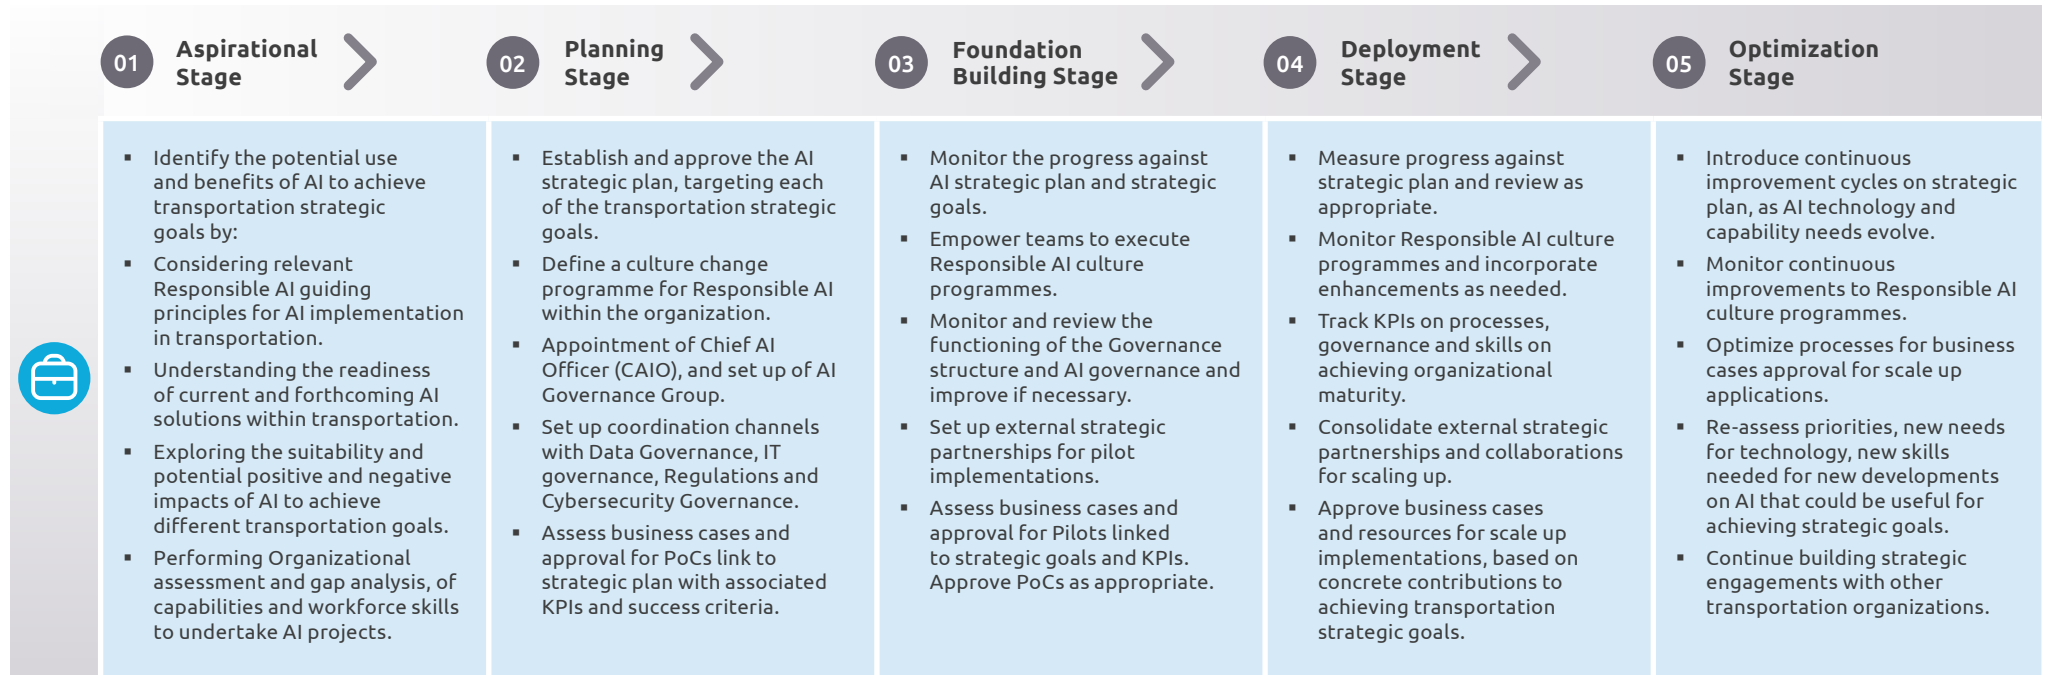 01
Aspirational
Stage
02
Planning
Stage
03
Foundation
Building Stage
04
Deployment
Stage
05
Optimization
Stage
▪ Identify the potential use
and benefits of AI to achieve
transportation strategic
goals by:
▪ Considering relevant
Responsible AI guiding
principles for AI implementation
in transportation.
▪ Understanding the readiness
of current and forthcoming AI
solutions within transportation.
▪ Exploring the suitability and
potential positive and negative
impacts of AI to achieve
different transportation goals.
▪ Performing Organizational
assessment and gap analysis, of
capabilities and workforce skills
to undertake AI projects.
▪ Establish and approve the AI
strategic plan, targeting each
of the transportation strategic
goals.
▪ Define a culture change
programme for Responsible AI
within the organization.
▪ Appointment of Chief AI
Officer (CAIO), and set up of AI
Governance Group.
▪ Set up coordination channels
with Data Governance, IT
governance, Regulations and
Cybersecurity Governance.
▪ Assess business cases and
approval for PoCs link to
strategic plan with associated
KPIs and success criteria.
▪ Monitor the progress against
AI strategic plan and strategic
goals.
▪ Empower teams to execute
Responsible AI culture
programmes.
▪ Monitor and review the
functioning of the Governance
structure and AI governance and
improve if necessary.
▪ Set up external strategic
partnerships for pilot
implementations.
▪ Assess business cases and
approval for Pilots linked
to strategic goals and KPIs.
Approve PoCs as appropriate.
▪ Measure progress against
strategic plan and review as
appropriate.
▪ Monitor Responsible AI culture
programmes and incorporate
enhancements as needed.
▪ Track KPIs on processes,
governance and skills on
achieving organizational
maturity.
▪ Consolidate external strategic
partnerships and collaborations
for scaling up.
▪ Approve business cases
and resources for scale up
implementations, based on
concrete contributions to
achieving transportation
strategic goals.
▪ Introduce continuous
improvement cycles on strategic
plan, as AI technology and
capability needs evolve.
▪ Monitor continuous
improvements to Responsible AI
culture programmes.
▪ Optimize processes for business
cases approval for scale up
applications.
▪ Re-assess priorities, new needs
for technology, new skills
needed for new developments
on AI that could be useful for
achieving strategic goals.
▪ Continue building strategic
engagements with other
transportation organizations.